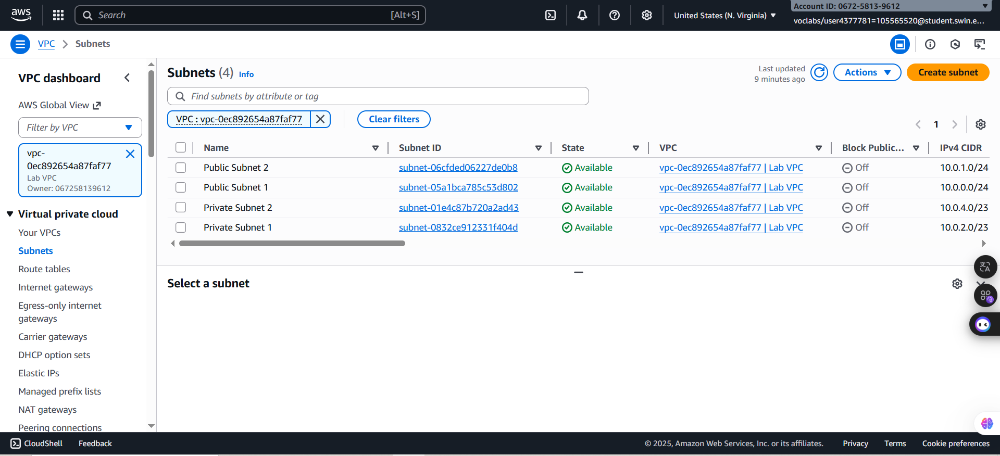 aws
Search [Alt+S]
United States (N. Virginia)
Account ID: 0672-5813-9612
voclabs/user4377781=105565520@student.swin.e...
VPC > Subnets
VPC dashboard
AWS Global View
Filter by VPC
vpc-
0ec892654a87faf77
Lab VPC
Owner: 067258139612
Virtual private cloud
Your VPCs
Subnets
Route tables
Internet gateways
Egress-only internet
gateways
Carrier gateways
DHCP option sets
Elastic IPs
Managed prefix lists
NAT gateways
Peering connections
Subnets (4) Info
Last updated
9 minutes ago
Actions
Create subnet
Find subnets by attribute or tag
VPC : vpc-0ec892654a87faf77
Clear filters
1
Name Subnet ID State VPC Block Public... IPv4 CIDR
Public Subnet 2 subnet-06cfded06227de0b8 Available vpc-0ec892654a87faf77 | Lab VPC Off 10.0.1.0/24
Public Subnet 1 subnet-05a1bca785c53d802 Available vpc-0ec892654a87faf77 | Lab VPC Off 10.0.0.0/24
Private Subnet 2 subnet-01e4c87b720a2ad43 Available vpc-0ec892654a87faf77 | Lab VPC Off 10.0.4.0/23
Private Subnet 1 subnet-0832ce912331f404d Available vpc-0ec892654a87faf77 | Lab VPC Off 10.0.2.0/23
Select a subnet
CloudShell Feedback
© 2025, Amazon Web Services, Inc. or its affiliates. Privacy Terms Cookie preferences